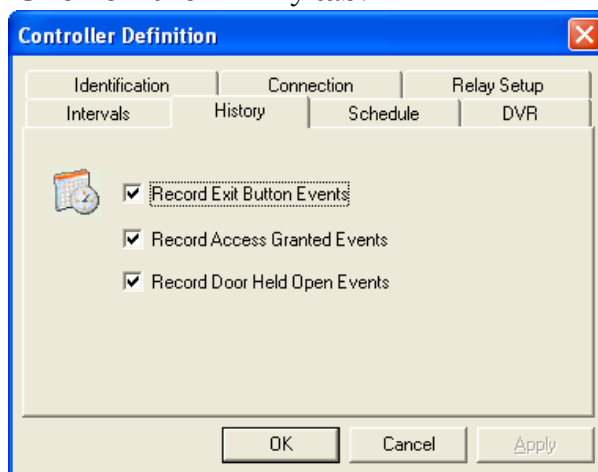 Controller Definition
Identification Connection Relay Setup
Intervals History Schedule DVR
Record Exit Button Events
Record Access Granted Events
Record Door Held Open Events
OK Cancel Apply